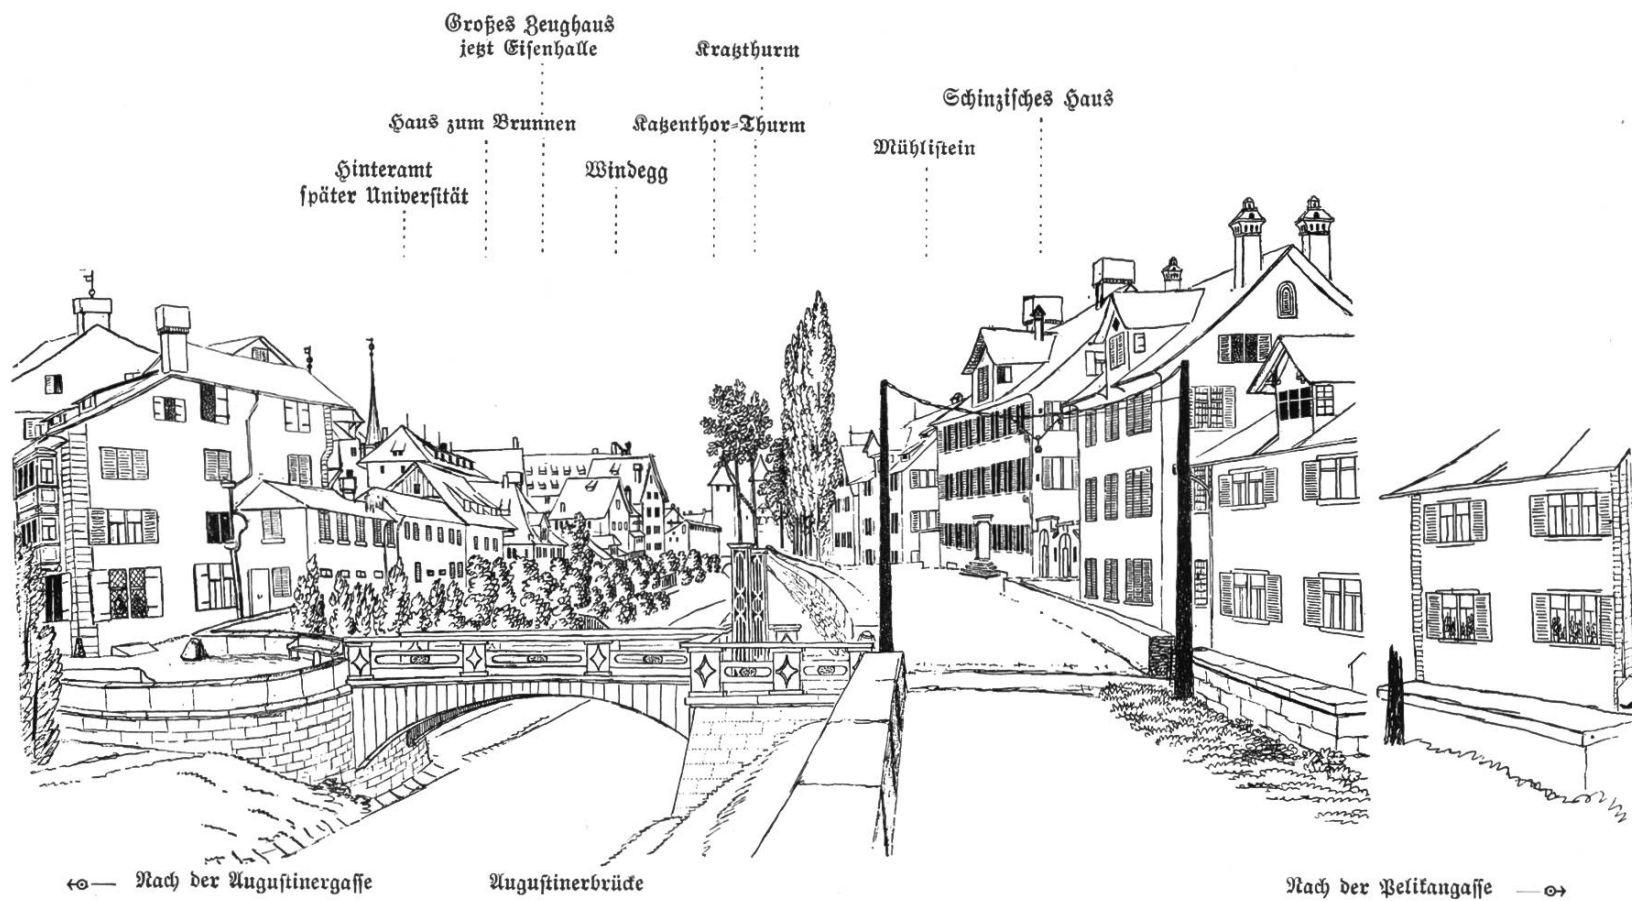 Großes Zeughaus
jetzt Eisenhalle
Kratzthurm
Schinzisches Haus
Haus zum Brunnen
Katzenthor-Thurm
Mühlistein
Hinteramt
später Universität
Windegg
Nach der Augustinergasse
Augustinerbrücke
Nach der Pelikangasse